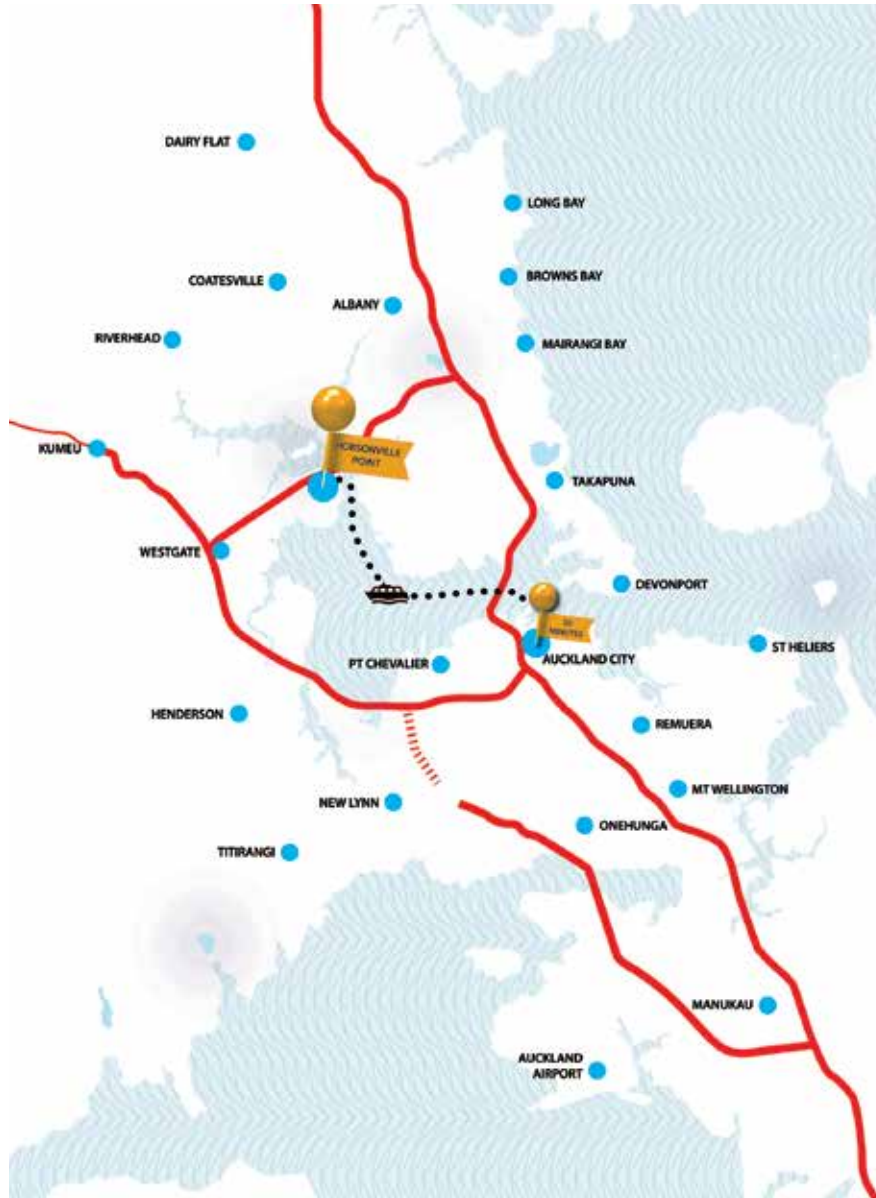 DAIRY FLAT
LONG BAY
COATESVILLE
BROWNS BAY
ALBANY
RIVERHEAD
MAIRANGI BAY
HOBSONVILLE
POINT
KUMEU
TAKAPUNA
WESTGATE
DEVONPORT
MINUTES
ST HELIERS
PT CHEVALIER
AUCKLAND CITY
HENDERSON
REMUERA
MT WELLINGTON
NEW LYNN
ONEHUNGA
TITIRANGI
MANUKAU
AUCKLAND
AIRPORT